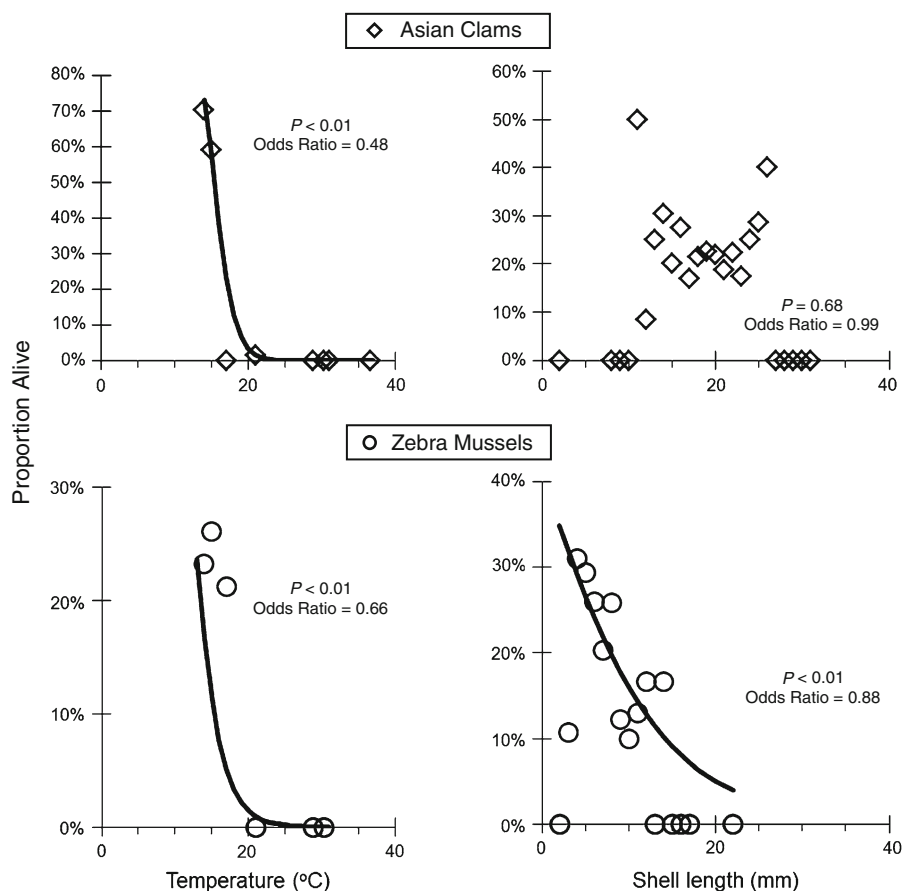 Asian Clams
80%
70%
60%
50%
40%
30%
20%
10%
0%
0
20
40
P < 0.01
Odds Ratio = 0.48
60%
50%
40%
30%
20%
10%
0%
0
20
40
P = 0.68
Odds Ratio = 0.99
Proportion Alive
Zebra Mussels
30%
20%
10%
0%
0
20
40
P < 0.01
Odds Ratio = 0.66
Temperature (oC)
40%
30%
20%
10%
0%
0
20
40
P < 0.01
Odds Ratio = 0.88
Shell length (mm)